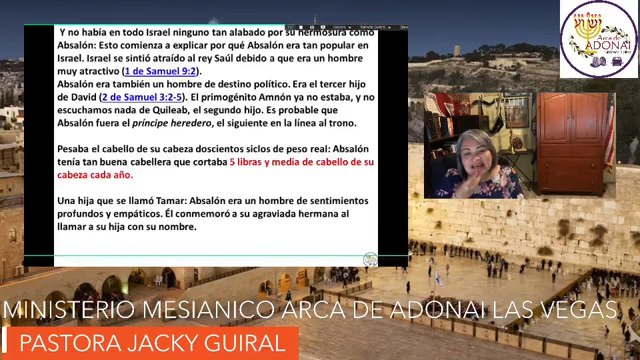 Y no había en todo Israel ninguno tan alabado por su hermosura como
Absalón: Esto comienza a explicar por qué Absalón era tan popular en
Israel. Israel se sintió atraído al rey Saúl debido a que era un hombre
muy atractivo (1 de Samuel 9:2).
Absalón era también un hombre de destino político. Era el tercer hijo
de David (2 de Samuel 3:2-5). El primogénito Amnón ya no estaba, y no
escuchamos nada de Quileab, el segundo hijo. Es probable que
Absalón fuera el príncipe heredero, el siguiente en la línea al trono.
Pesaba el cabello de su cabeza doscientos siclos de peso real: Absalón
tenía tan buena cabellera que cortaba 5 libras y media de cabello de su
cabeza cada año.
Una hija que se llamó Tamar: Absalón era un hombre de sentimientos
profundos y empáticos. Él conmemoró a su agraviada hermana al
llamar a su hija con su nombre.
Arca de
ADONAI
MINISTERIO MESIANICO ARCA DE ADONAI LAS VEGAS
PASTORA JACKY GUIRAL